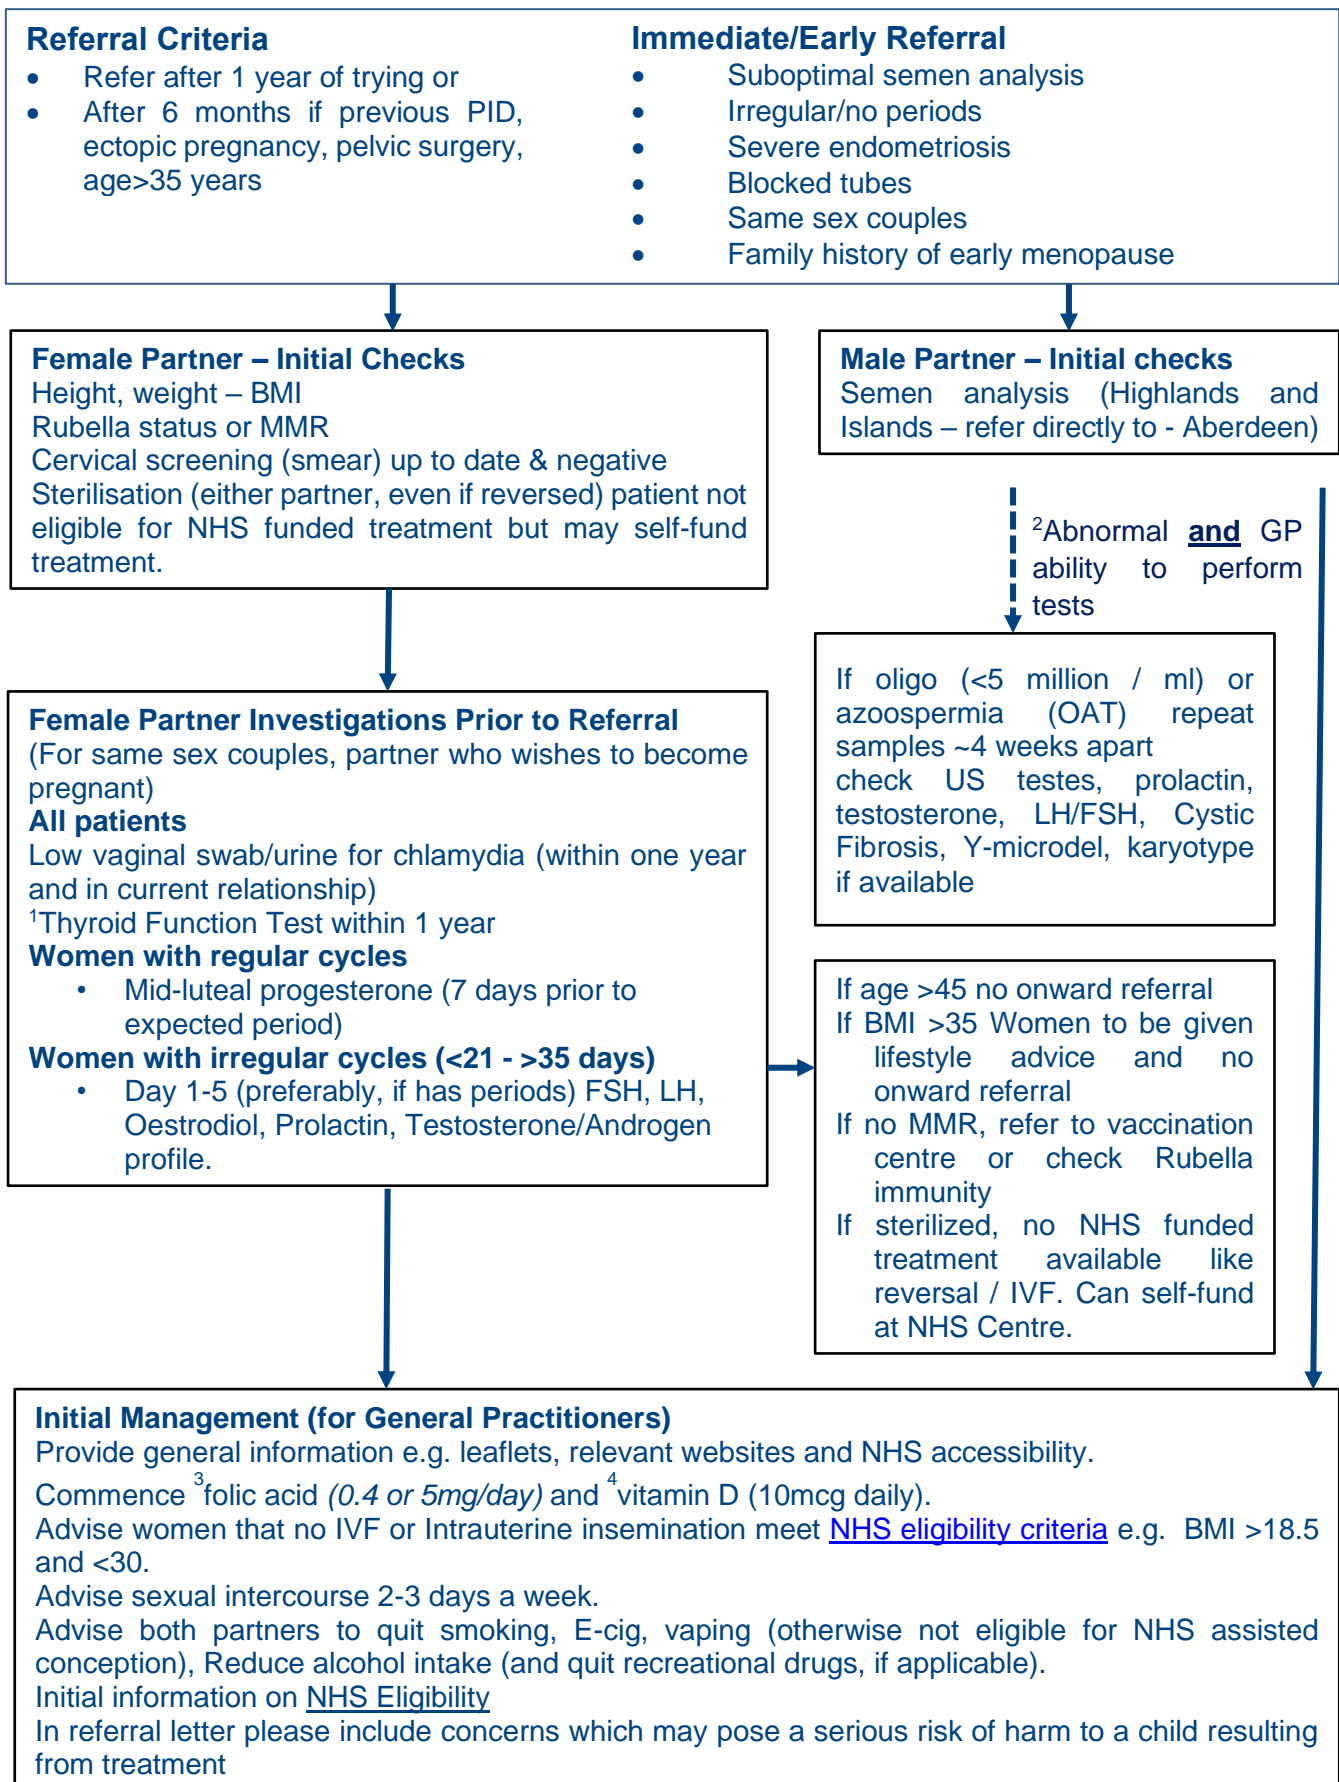 Referral Criteria
• Refer after 1 year of trying or
• After 6 months if previous PID,
ectopic pregnancy, pelvic surgery,
age>35 years
Immediate/Early Referral
• Suboptimal semen analysis
• Irregular/no periods
• Severe endometriosis
• Blocked tubes
• Same sex couples
• Family history of early menopause
Female Partner – Initial Checks
Height, weight – BMI
Rubella status or MMR
Cervical screening (smear) up to date & negative
Sterilisation (either partner, even if reversed) patient not
eligible for NHS funded treatment but may self-fund
treatment.
Male Partner – Initial checks
Semen analysis (Highlands and
Islands – refer directly to - Aberdeen)
²Abnormal and GP
ability to perform
tests
If oligo (<5 million / ml) or
azoospermia (OAT) repeat
samples ~4 weeks apart
check US testes, prolactin,
testosterone, LH/FSH, Cystic
Fibrosis, Y-microdel, karyotype
if available
Female Partner Investigations Prior to Referral
(For same sex couples, partner who wishes to become
pregnant)
All patients
Low vaginal swab/urine for chlamydia (within one year
and in current relationship)
¹Thyroid Function Test within 1 year
Women with regular cycles
• Mid-luteal progesterone (7 days prior to
expected period)
Women with irregular cycles (<21 - >35 days)
• Day 1-5 (preferably, if has periods) FSH, LH,
Oestrodiol, Prolactin, Testosterone/Androgen
profile.
If age >45 no onward referral
If BMI >35 Women to be given
lifestyle advice and no
onward referral
If no MMR, refer to vaccination
centre or check Rubella
immunity
If sterilized, no NHS funded
treatment available like
reversal / IVF. Can self-fund
at NHS Centre.
Initial Management (for General Practitioners)
Provide general information e.g. leaflets, relevant websites and NHS accessibility.
Commence ³folic acid (0.4 or 5mg/day) and ⁴vitamin D (10mcg daily).
Advise women that no IVF or Intrauterine insemination meet NHS eligibility criteria e.g. BMI >18.5
and <30.
Advise sexual intercourse 2-3 days a week.
Advise both partners to quit smoking, E-cig, vaping (otherwise not eligible for NHS assisted
conception), Reduce alcohol intake (and quit recreational drugs, if applicable).
Initial information on NHS Eligibility
In referral letter please include concerns which may pose a serious risk of harm to a child resulting
from treatment